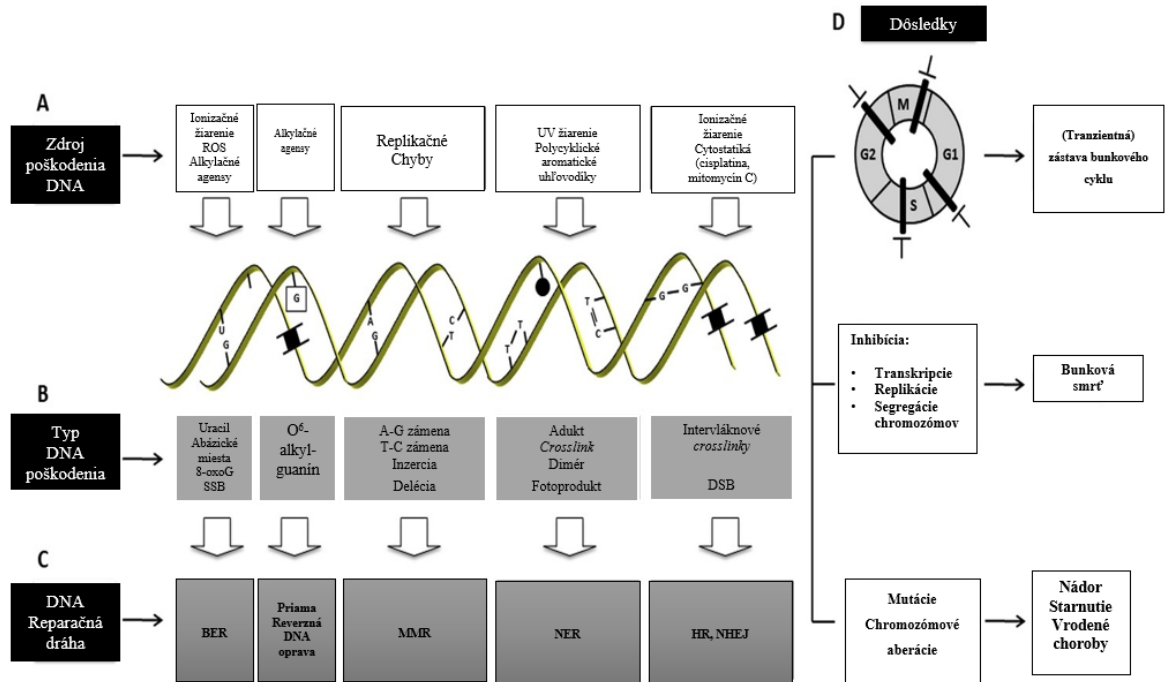 A
Zdroj
poškodenia
DNA
Ionizačné
žiarenie
ROS
Alkylačné
agensy
Alkylačné
agensy
Replikačné
Chyby
UV žiarenie
Polycyklické
aromatické
uhľovodíky
Ionizačné
žiarenie
Cytostatiká
(cisplatina,
mitomycin C)
U
G
G
A
G
C
T
T
T
T
C
G
G
B
Typ
DNA
poškodenia
Uracil
Abázické
miesta
8-oxoG
SSB
O⁶-
alkyl-
guanín
A-G zámena
T-C zámena
Inzercia
Delécia
Adukt
Crosslink
Dimér
Fotoprodukt
Intervláknové
crosslinky
DSB
C
DNA
Reparačná
dráha
BER
Priama
Reverzná
DNA
oprava
MMR
NER
HR, NHEJ
D
Dôsledky
M
G2
G1
S
(Tranzientná)
zástava bunkového
cyklu
Inhibícia:
• Transkripcie
• Replikácie
• Segregácie
chromozómov
Bunková
smrť
Mutácie
Chromozómové
aberácie
Nádor
Starnutie
Vrodené
choroby